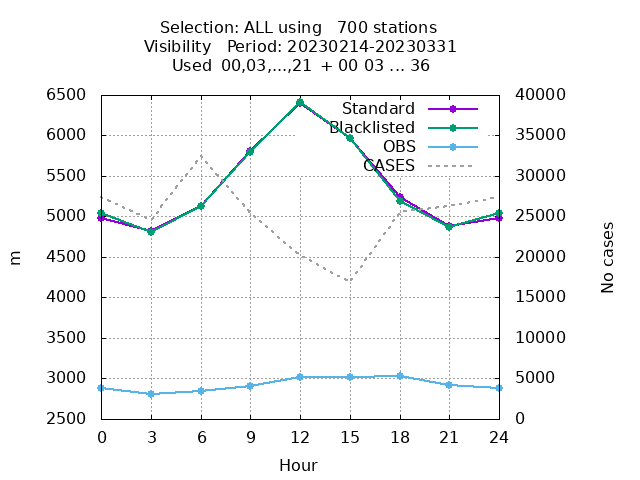 Selection: ALL using   700 stations
Visibility   Period: 20230214-20230331
Used  00,03,...,21  + 00 03 ... 36
6500
6000
5500
5000
4500
4000
3500
3000
2500
40000
35000
30000
25000
20000
15000
10000
5000
0
m
No cases
Standard
Blacklisted
OBS
CASES
0 3 6 9 12 15 18 21 24
Hour